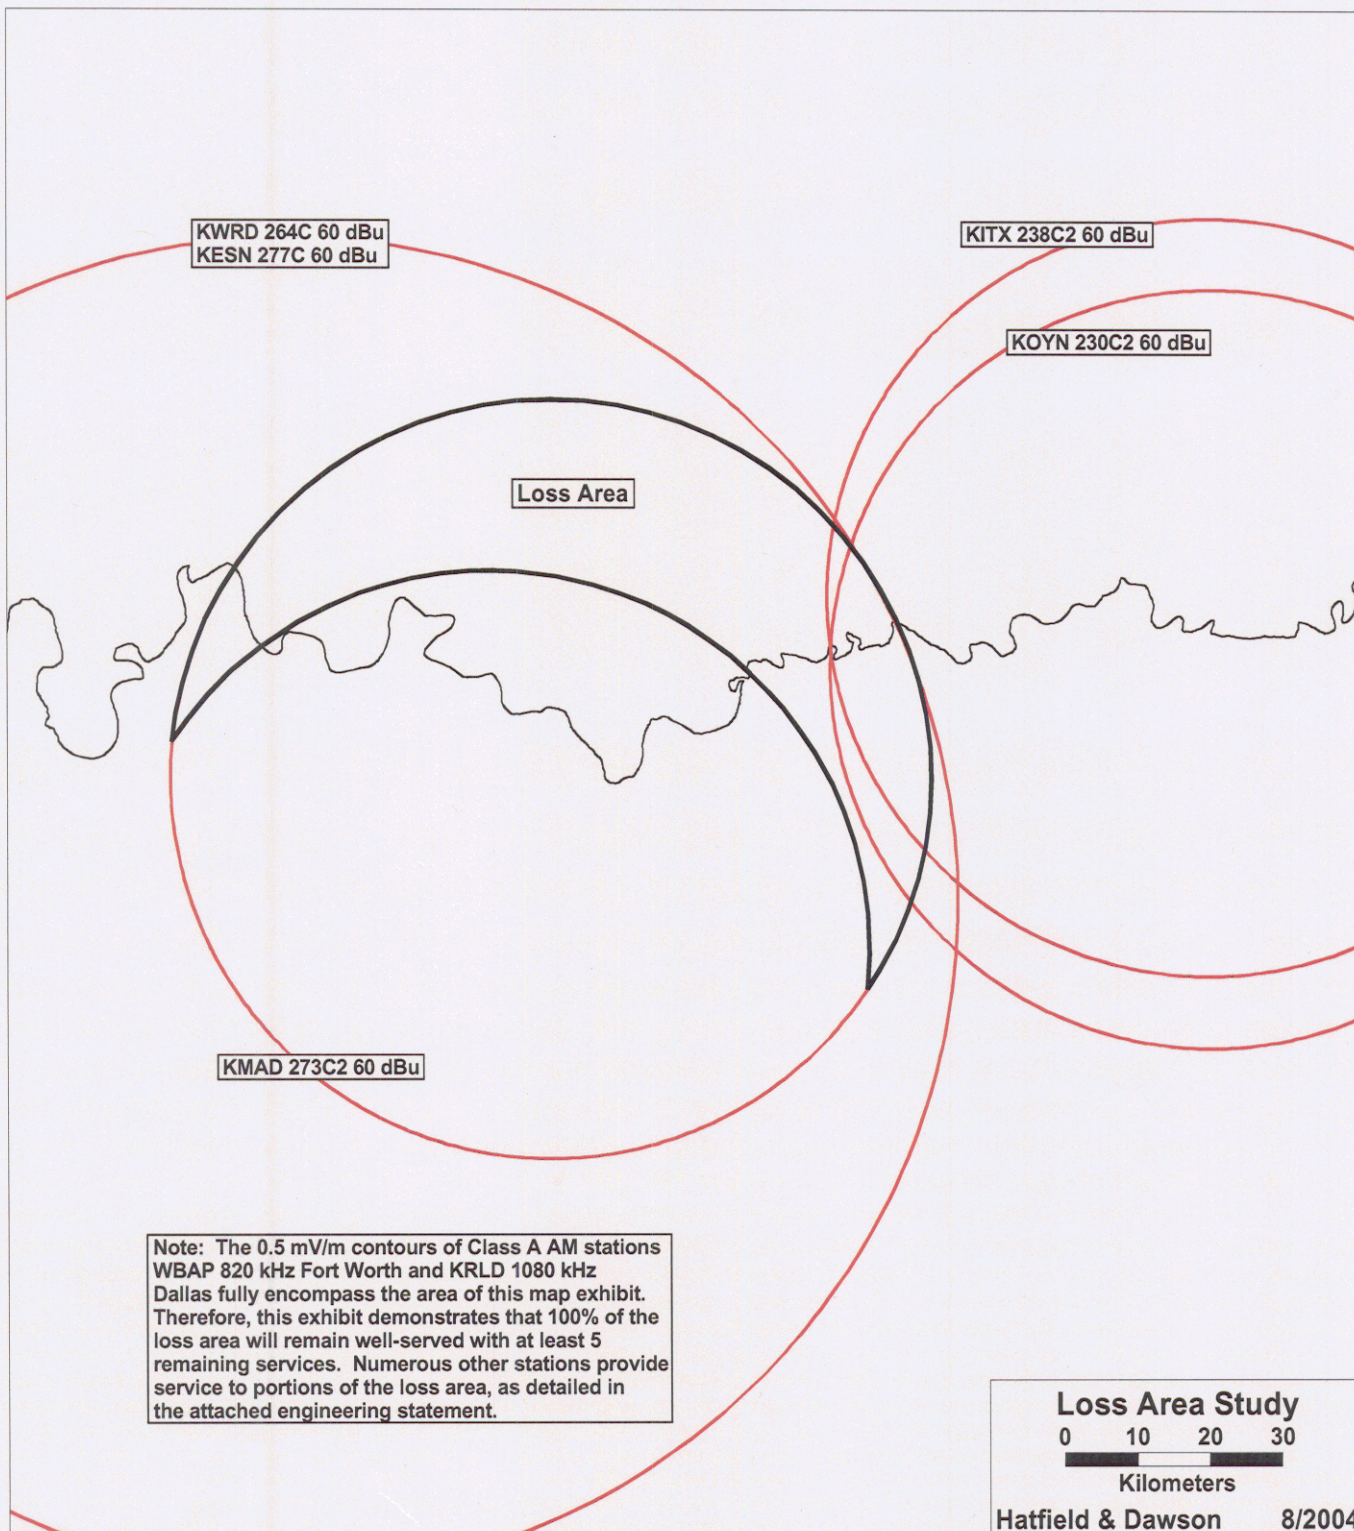 KWRD 264C 60 dBu
KESN 277C 60 dBu
KITX 238C2 60 dBu
KOYN 230C2 60 dBu
Loss Area
KMAD 273C2 60 dBu
Note: The 0.5 mV/m contours of Class A AM stations
WBAP 820 kHz Fort Worth and KRLD 1080 kHz
Dallas fully encompass the area of this map exhibit.
Therefore, this exhibit demonstrates that 100% of the
loss area will remain well-served with at least 5
remaining services. Numerous other stations provide
service to portions of the loss area, as detailed in
the attached engineering statement.
Loss Area Study
0 10 20 30
Kilometers
Hatfield & Dawson 8/2004